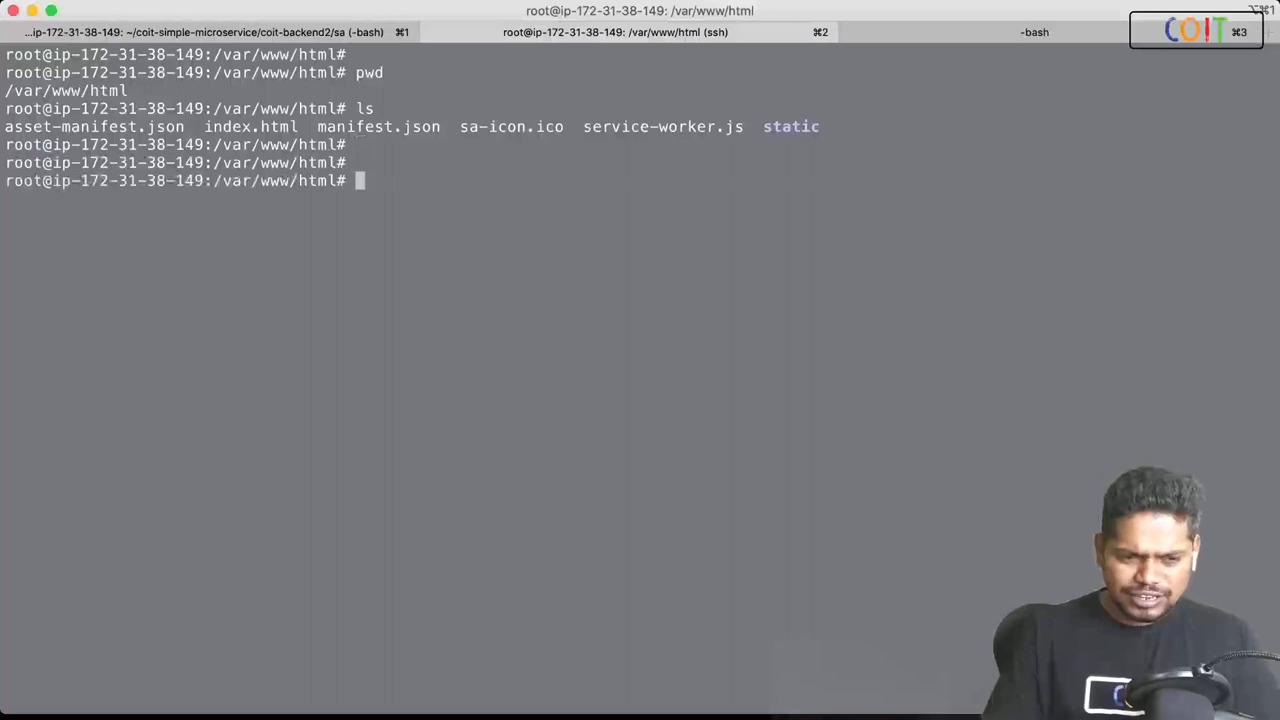 root@ip-172-31-38-149: /var/www/html
⌥⌘1
...ip-172-31-38-149: ~/coit-simple-microservice/coit-backend2/sa (-bash) ⌘1
root@ip-172-31-38-149: /var/www/html (ssh) ⌘2
-bash
COIT ⌘3
root@ip-172-31-38-149:/var/www/html#
root@ip-172-31-38-149:/var/www/html# pwd
/var/www/html
root@ip-172-31-38-149:/var/www/html# ls
asset-manifest.json index.html manifest.json sa-icon.ico service-worker.js static
root@ip-172-31-38-149:/var/www/html#
root@ip-172-31-38-149:/var/www/html#
root@ip-172-31-38-149:/var/www/html#